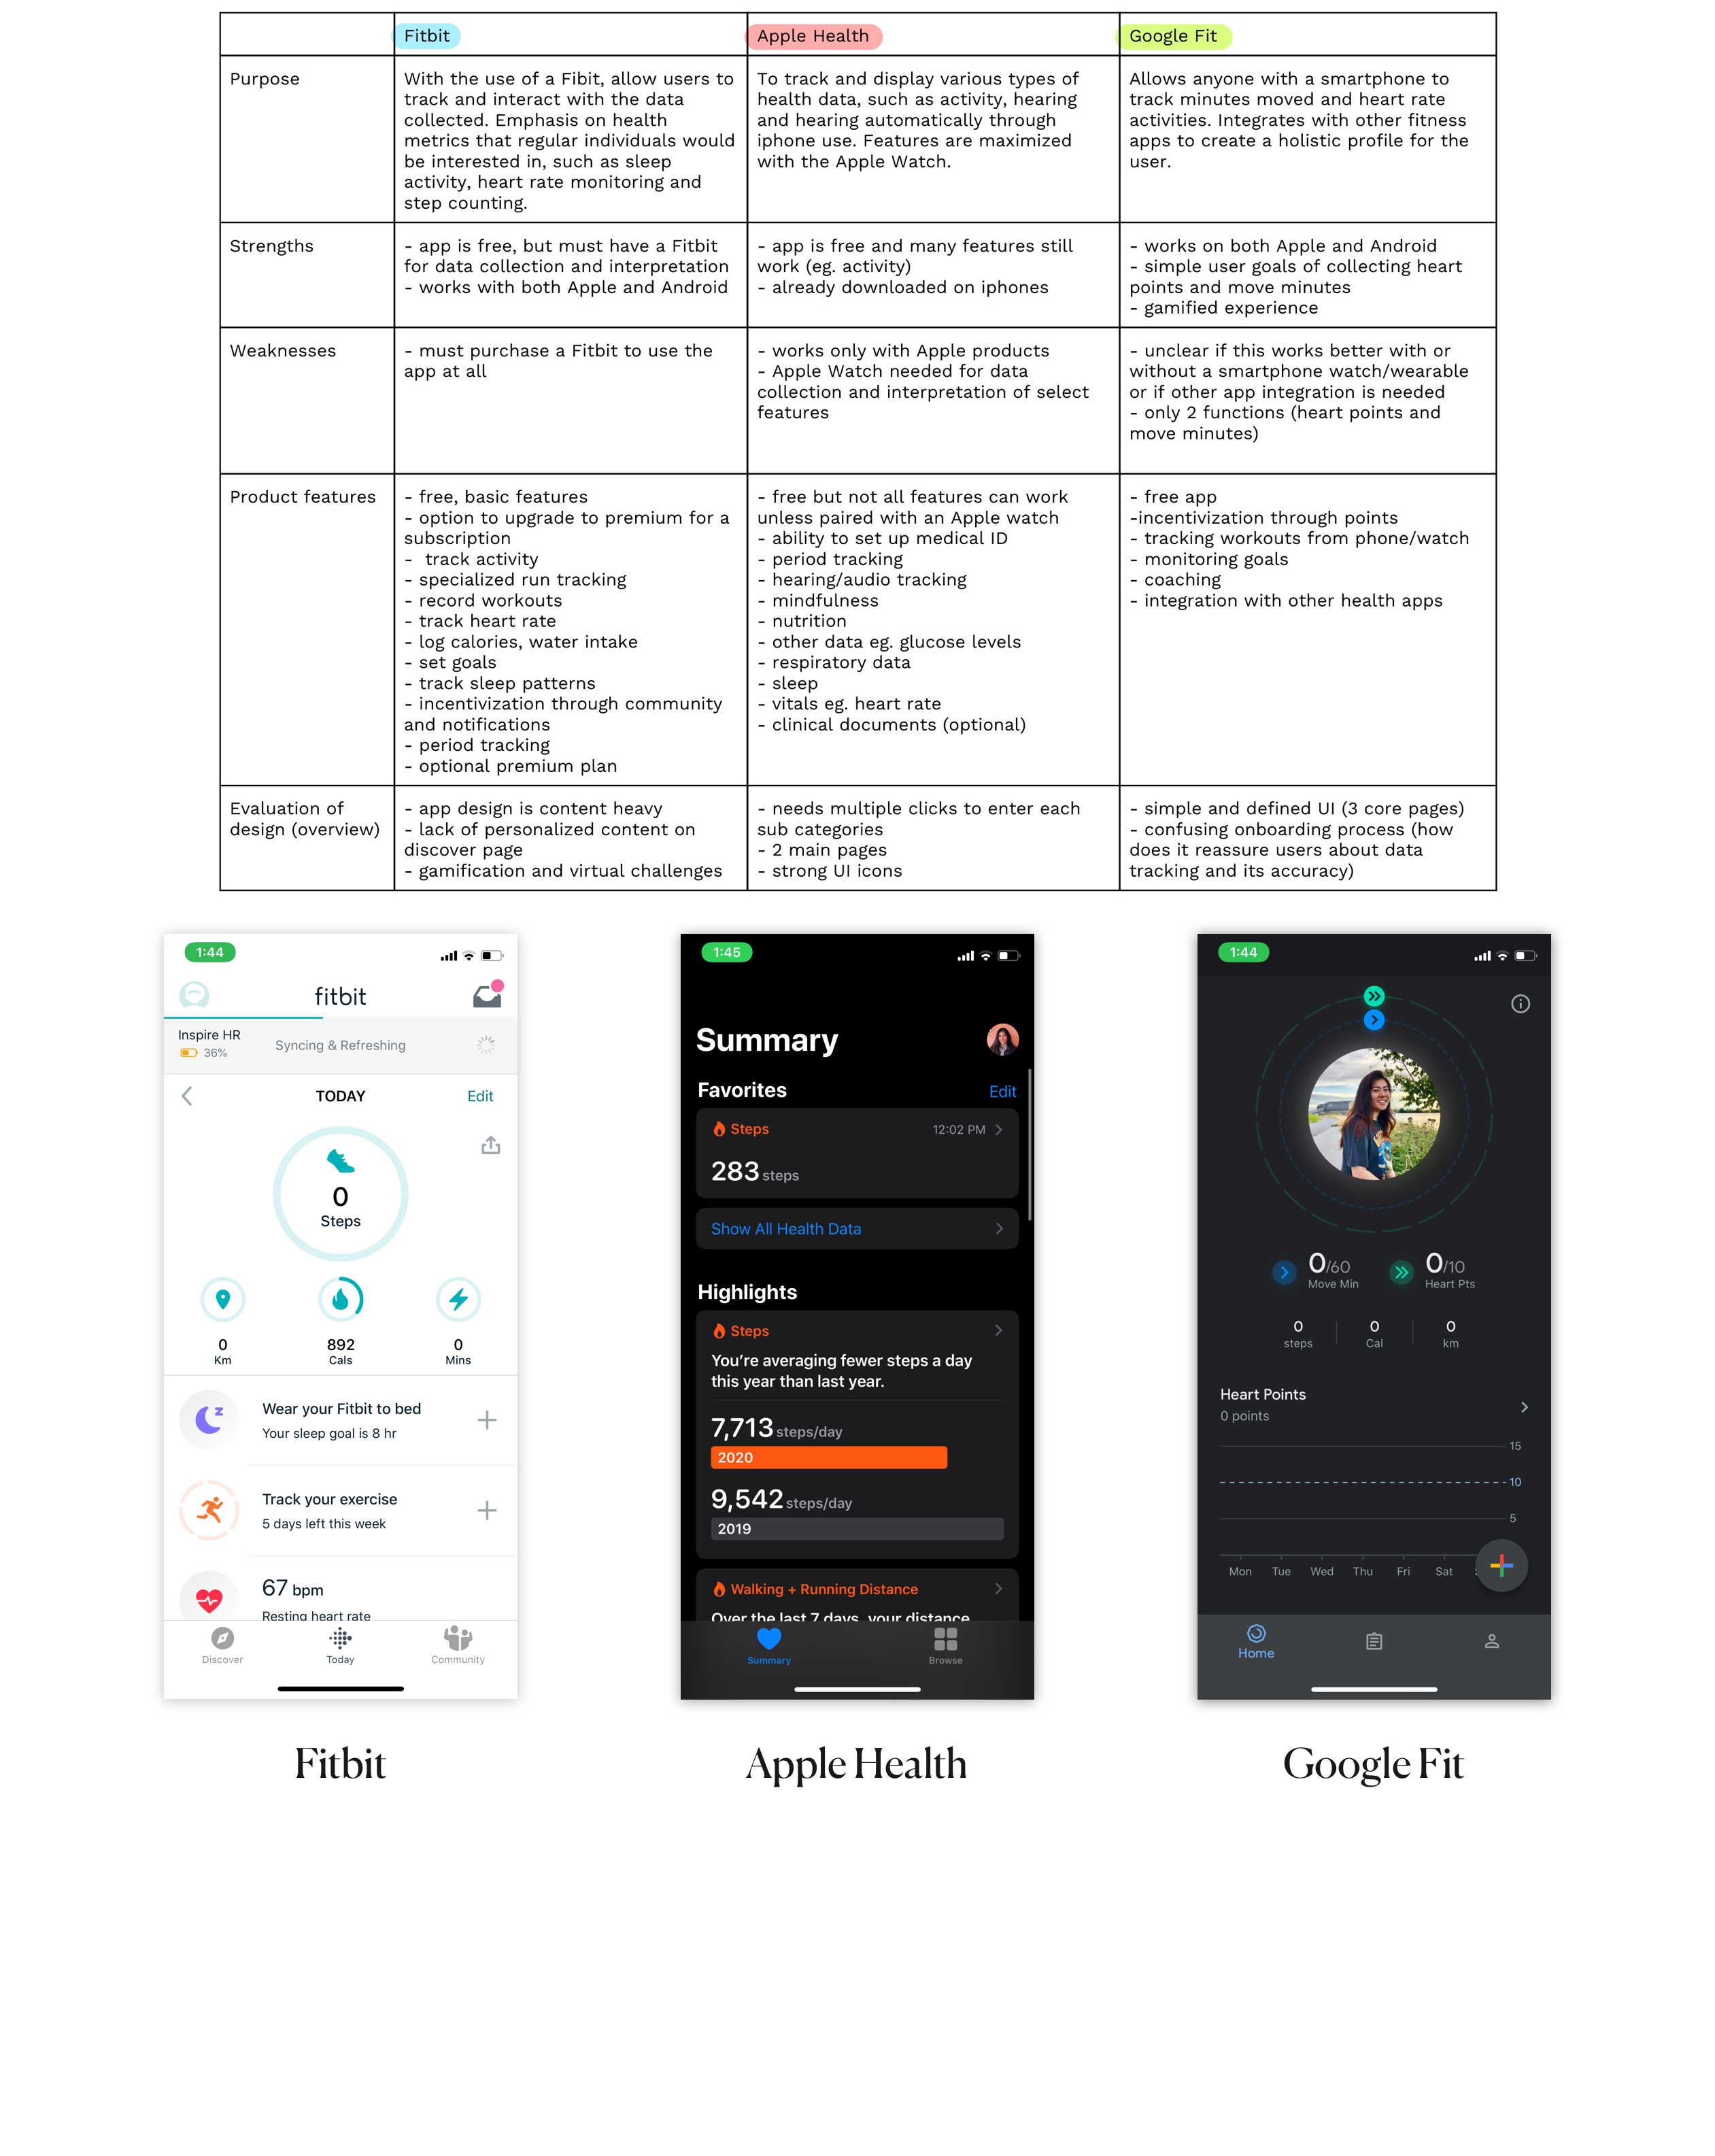 Fitbit
Apple Health
Google Fit
Purpose
With the use of a Fibit, allow users to
track and interact with the data
collected. Emphasis on health
metrics that regular individuals would
be interested in, such as sleep
activity, heart rate monitoring and
step counting.
To track and display various types of
health data, such as activity, hearing
and hearing automatically through
iphone use. Features are maximized
with the Apple Watch.
Allows anyone with a smartphone to
track minutes moved and heart rate
activities. Integrates with other fitness
apps to create a holistic profile for the
user.
Strengths
- app is free, but must have a Fitbit
for data collection and interpretation
- works with both Apple and Android
- app is free and many features still
work (eg. activity)
- already downloaded on iphones
- works on both Apple and Android
- simple user goals of collecting heart
points and move minutes
- gamified experience
Weaknesses
- must purchase a Fitbit to use the
app at all
- works only with Apple products
- Apple Watch needed for data
collection and interpretation of select
features
- unclear if this works better with or
without a smartphone watch/wearable
or if other app integration is needed
- only 2 functions (heart points and
move minutes)
Product features
- free, basic features
- option to upgrade to premium for a
subscription
-  track activity
- specialized run tracking
- record workouts
- track heart rate
- log calories, water intake
- set goals
- track sleep patterns
- incentivization through community
and notifications
- period tracking
- optional premium plan
- free but not all features can work
unless paired with an Apple watch
- ability to set up medical ID
- period tracking
- hearing/audio tracking
- mindfulness
- nutrition
- other data eg. glucose levels
- respiratory data
- sleep
- vitals eg. heart rate
- clinical documents (optional)
- free app
-incentivization through points
- tracking workouts from phone/watch
- monitoring goals
- coaching
- integration with other health apps
Evaluation of
design (overview)
- app design is content heavy
- lack of personalized content on
discover page
- gamification and virtual challenges
- needs multiple clicks to enter each
sub categories
- 2 main pages
- strong UI icons
- simple and defined UI (3 core pages)
- confusing onboarding process (how
does it reassure users about data
tracking and its accuracy)
1:44
fitbit
Inspire HR
36%
Syncing & Refreshing
TODAY
Edit
0
Steps
0
Km
892
Cals
0
Mins
Wear your Fitbit to bed
Your sleep goal is 8 hr
Track your exercise
5 days left this week
67 bpm
Resting heart rate
Discover
Today
Community
1:45
Summary
Favorites
Edit
Steps
12:02 PM
283 steps
Show All Health Data
Highlights
Steps
You're averaging fewer steps a day
this year than last year.
7,713 steps/day
2020
9,542 steps/day
2019
Walking + Running Distance
Over the last 7 days, your distance
Summary
Browse
1:44
0/60
Move Min
0/10
Heart Pts
0
steps
0
Cal
0
km
Heart Points
0 points
15
10
5
Mon Tue Wed Thu Fri Sat
Home
Fitbit
Apple Health
Google Fit